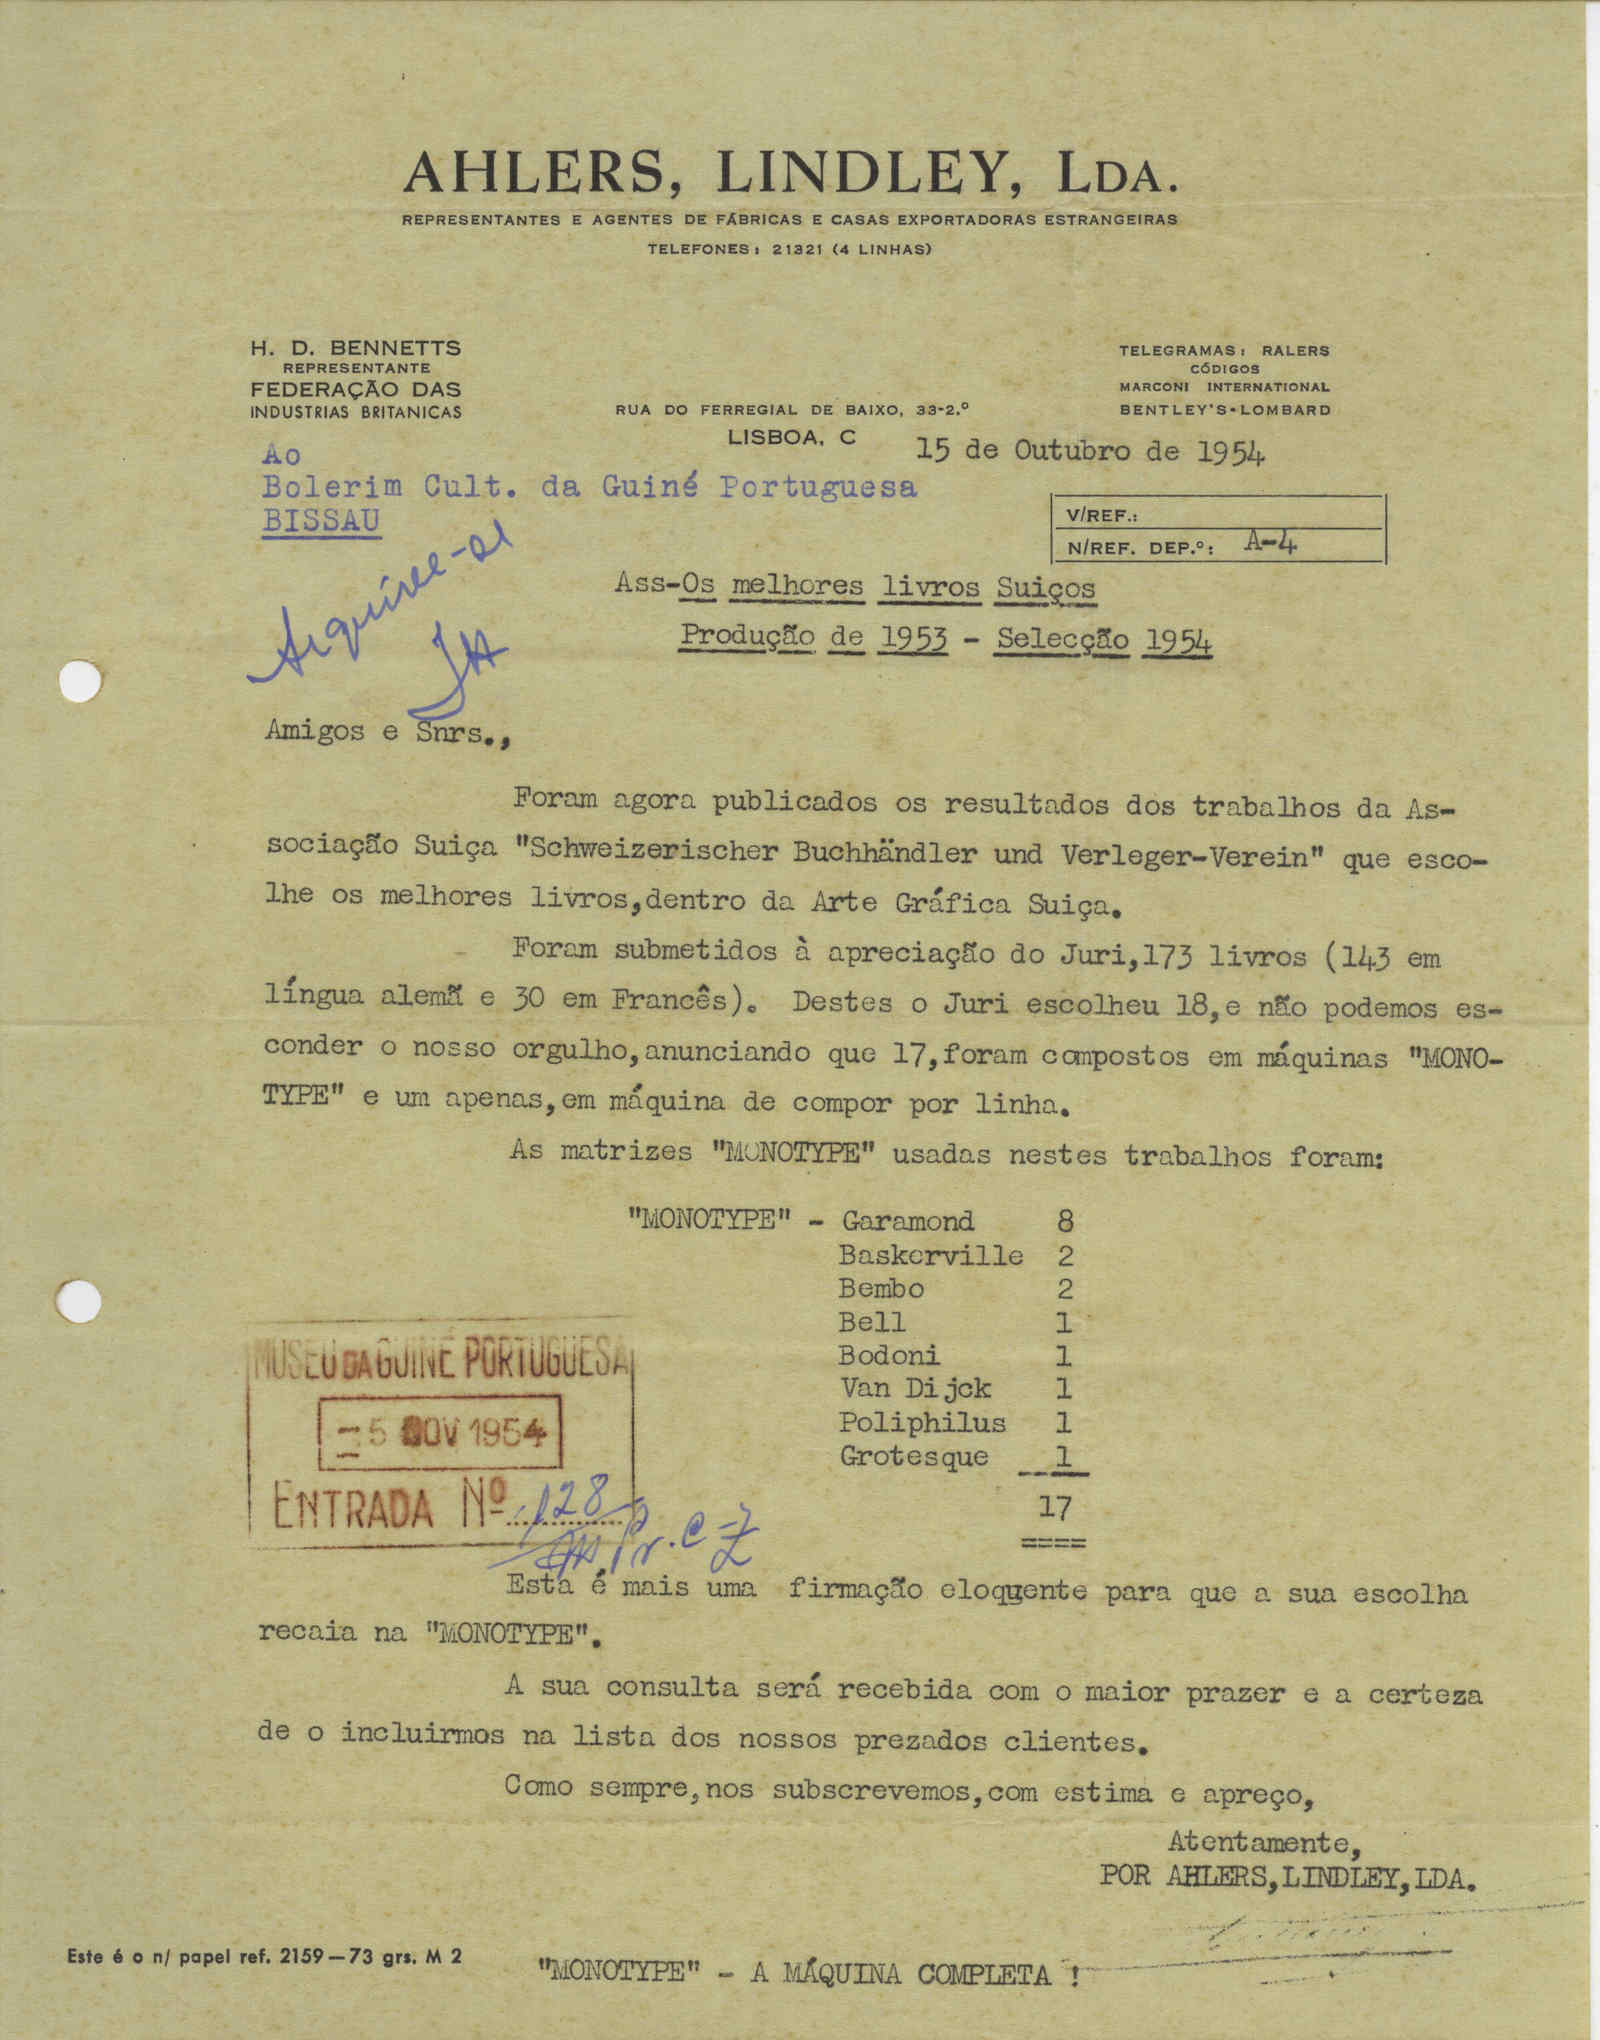 AHLERS, LINDLEY, LDA.
REPRESENTANTES E AGENTES DE FÁBRICAS E CASAS EXPORTADORAS ESTRANGEIRAS
TELEFONES: 21321 (4 LINHAS)
H. D. BENNETTS
REPRESENTANTE
FEDERAÇÃO DAS
INDUSTRIAS BRITANICAS
TELEGRAMAS: RALERS
CÓDIGOS
MARCONI INTERNATIONAL
BENTLEY'S-LOMBARD
RUA DO FERREGIAL DE BAIXO, 33-2.º
LISBOA, C
15 de Outubro de 1954
Ao
Bolerim Cult. da Guiné Portuguesa
BISSAU
V/REF.:
N/REF. DEP.º: A-4
Arquive-se
Ass-Os melhores livros Suiços
Produção de 1953 - Selecção 1954
Amigos e Snrs.,
Foram agora publicados os resultados dos trabalhos da As-
sociação Suiça "Schweizerischer Buchhändler und Verleger-Verein" que esco-
lhe os melhores livros,dentro da Arte Gráfica Suiça.
Foram submetidos à apreciação do Juri,173 livros (143 em
língua alemã e 30 em Francês). Destes o Juri escolheu 18,e não podemos es-
conder o nosso orgulho,anunciando que 17,foram compostos em máquinas "MONO-
TYPE" e um apenas,em máquina de compor por linha.
As matrizes "MONOTYPE" usadas nestes trabalhos foram:
"MONOTYPE" - Garamond 8
Baskerville 2
Bembo 2
Bell 1
Bodoni 1
Van Dijck 1
Poliphilus 1
Grotesque 1
17
====
MUSEU DA GUINÉ PORTUGUESA
-5 NOV 1954
ENTRADA Nº 128
Esta é mais uma firmação eloquente para que a sua escolha
recaia na "MONOTYPE".
A sua consulta será recebida com o maior prazer e a certeza
de o incluirmos na lista dos nossos prezados clientes.
Como sempre,nos subscrevemos,com estima e apreço,
Atentamente,
POR AHLERS,LINDLEY,LDA.
Este é o n/ papel ref. 2159—73 grs. M 2
"MONOTYPE" - A MÁQUINA COMPLETA !